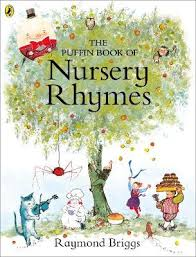 THE
PUFFIN BOOK OF
Nursery
Rhymes
Raymond Briggs